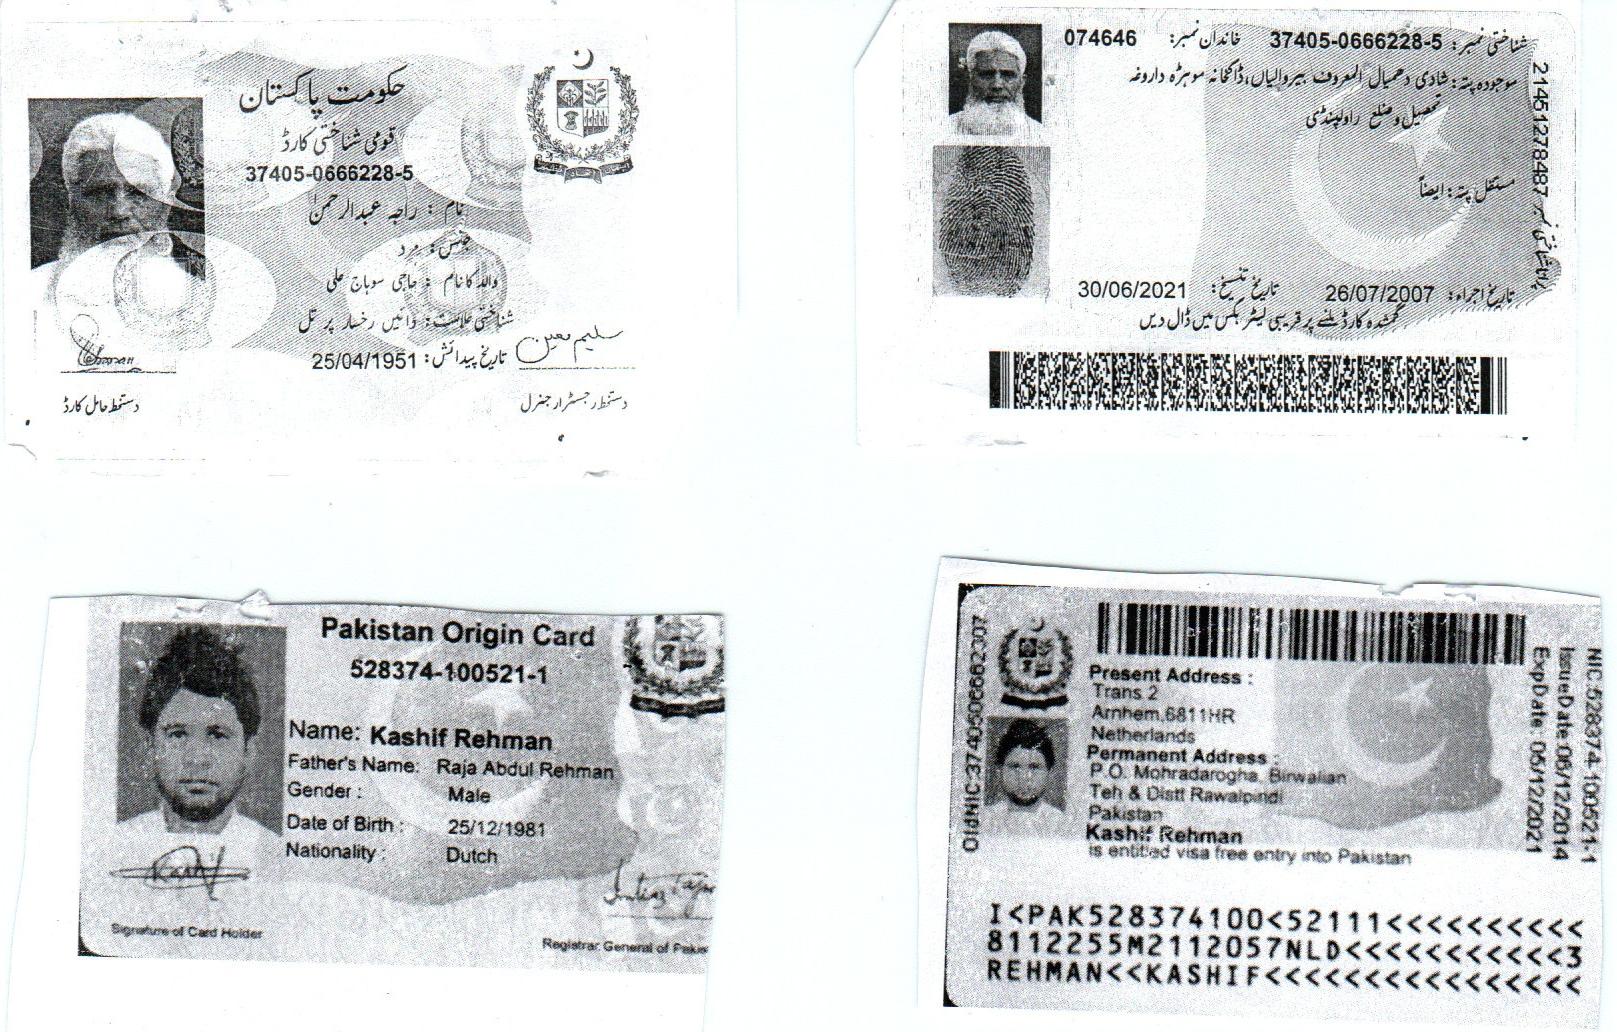 حکومت پاکستان
قومی شناختی کارڈ
37405-0666228-5
نام : راجہ عبدالرحمن
جنس: مرد
والد کا نام : حاجی سوہاج علی
شناختی علامت: دائیں رخسار پر تل
تاریخ پیدائش: 25/04/1951
سلیم معین
دستخط حامل کارڈ
دستخط رجسٹرار جنرل
شناختی نمبر: 37405-0666228-5 خاندان نمبر: 074646
موجودہ پتہ: شادی دھمیال المعروف بیروالیاں، ڈاکخانہ موہڑہ داروغہ
تحصیل و ضلع راولپنڈی
مستقل پتہ: ایضاً
تاریخ اجراء: 26/07/2007 تاریخ تنسیخ: 30/06/2021
گمشدہ کارڈ ملنے پر قریبی لیٹر بکس میں ڈال دیں
21451278487
Pakistan Origin Card
528374-100521-1
Name: Kashif Rehman
Father's Name: Raja Abdul Rehman
Gender : Male
Date of Birth : 25/12/1981
Nationality : Dutch
Signature of Card Holder
Registrar General of Pakis
OldNIC:3740506662307
Present Address :
Trans 2
Arnhem,6811HR
Netherlands
Permanent Address :
P.O. Mohradarogha, Birwalian
Teh & Distt Rawalpindi
Pakistan
Kashif Rehman
is entitled visa free entry into Pakistan
NIC:528374-100521-1
IssueDate:06/12/2014
ExpDate: 05/12/2021
I<PAK528374100<52111<<<<<<<<<<
8112255M2112057NLD<<<<<<<<<<<3
REHMAN<<KASHIF<<<<<<<<<<<<<<<<